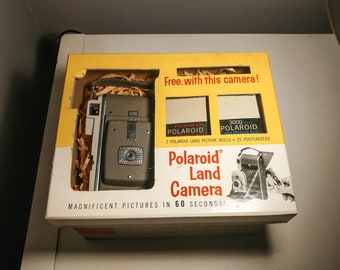 Free, with this camera!
POLAROID
3000
POLAROID
2 POLAROID LAND PICTURE ROLLS + 25 POSTCARDERS
Polaroid®
Land
Camera
MAGNIFICENT PICTURES IN 60 SECONDS!